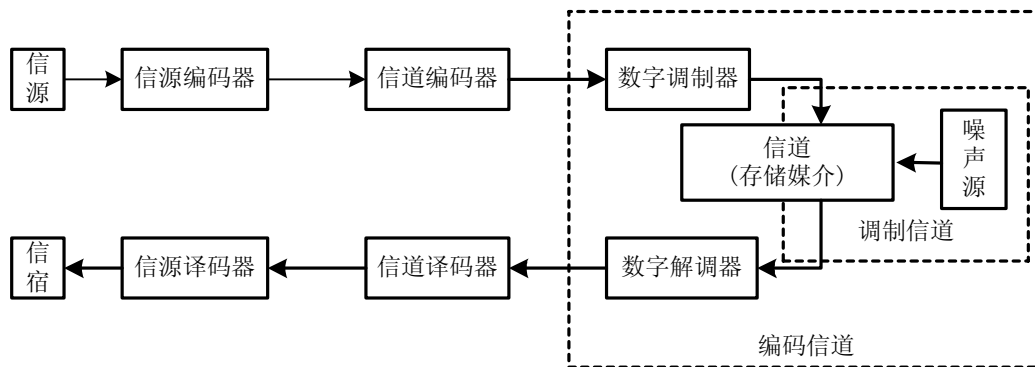 信源
信源编码器
信道编码器
数字调制器
信道
(存储媒介)
噪声源
调制信道
信宿
信源译码器
信道译码器
数字解调器
编码信道